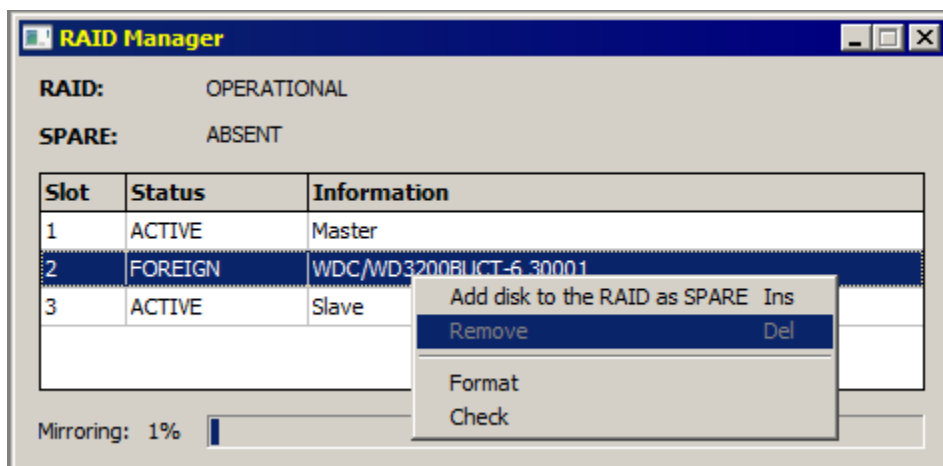 RAID Manager
RAID: OPERATIONAL
SPARE: ABSENT
Slot Status Information
1 ACTIVE Master
2 FOREIGN WDC/WD3200BUCT-6.30001
3 ACTIVE Slave
Add disk to the RAID as SPARE Ins
Remove Del
Format
Check
Mirroring: 1%